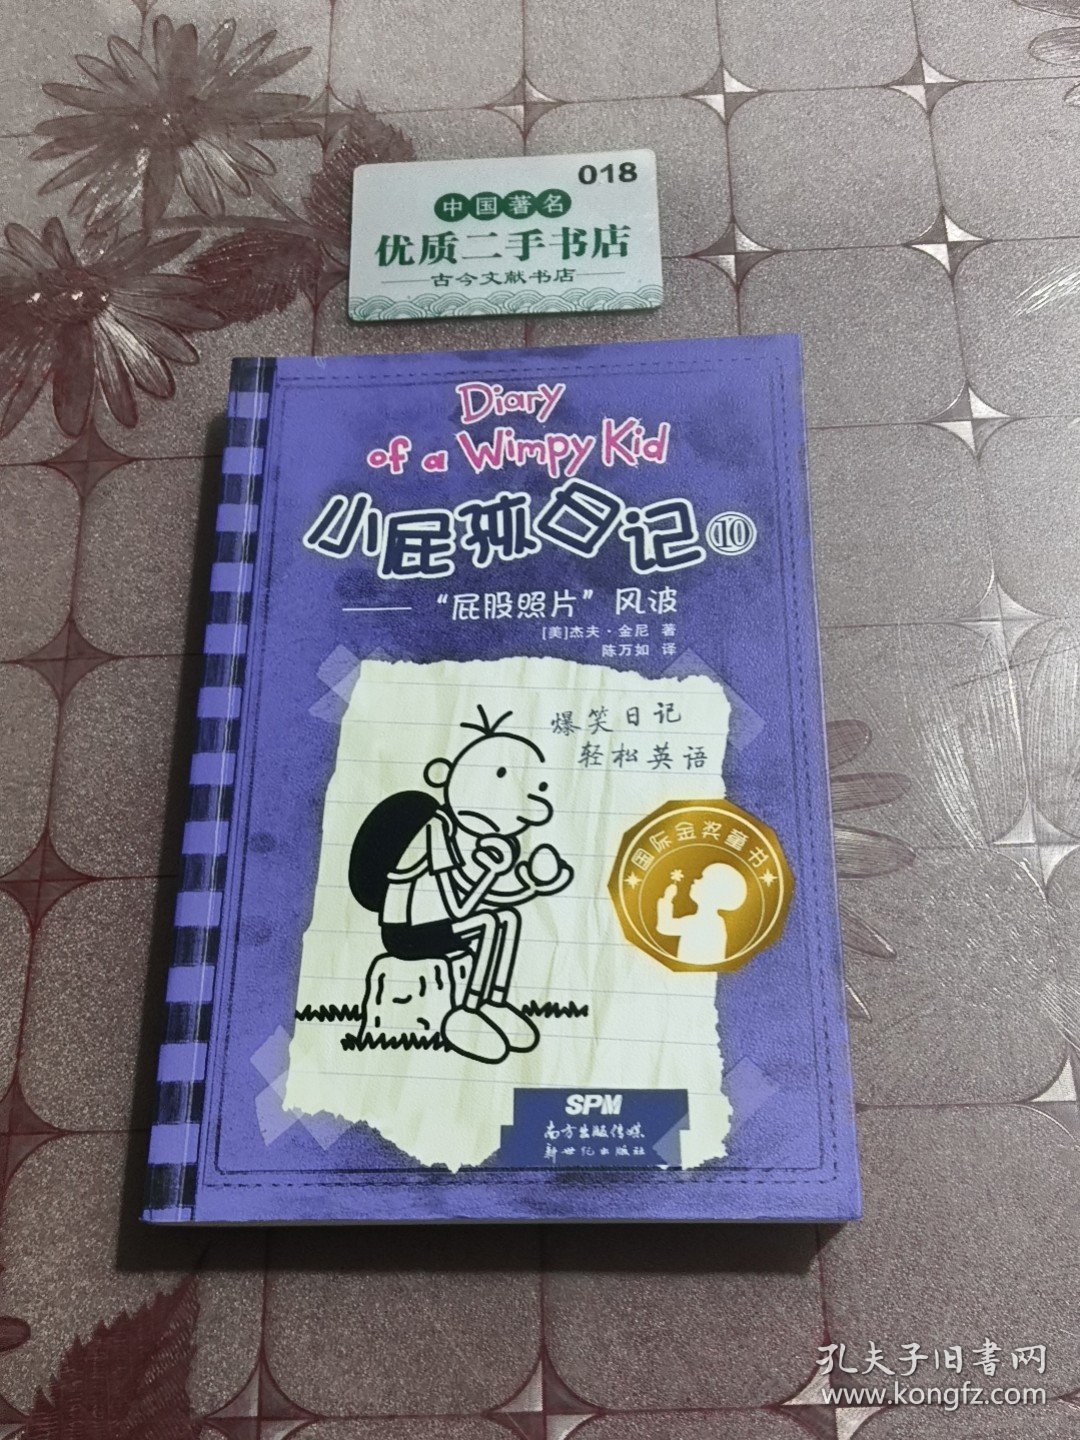 018
中国著名
优质二手书店
古今文献书店
Diary
of a Wimpy Kid
小屁孩日记⑩
——“屁股照片”风波
[美]杰夫·金尼 著
陈万如 译
爆笑日记
轻松英语
国际金奖童书
SPM
南方出版传媒
新世纪出版社
孔夫子旧書网
www.kongfz.com